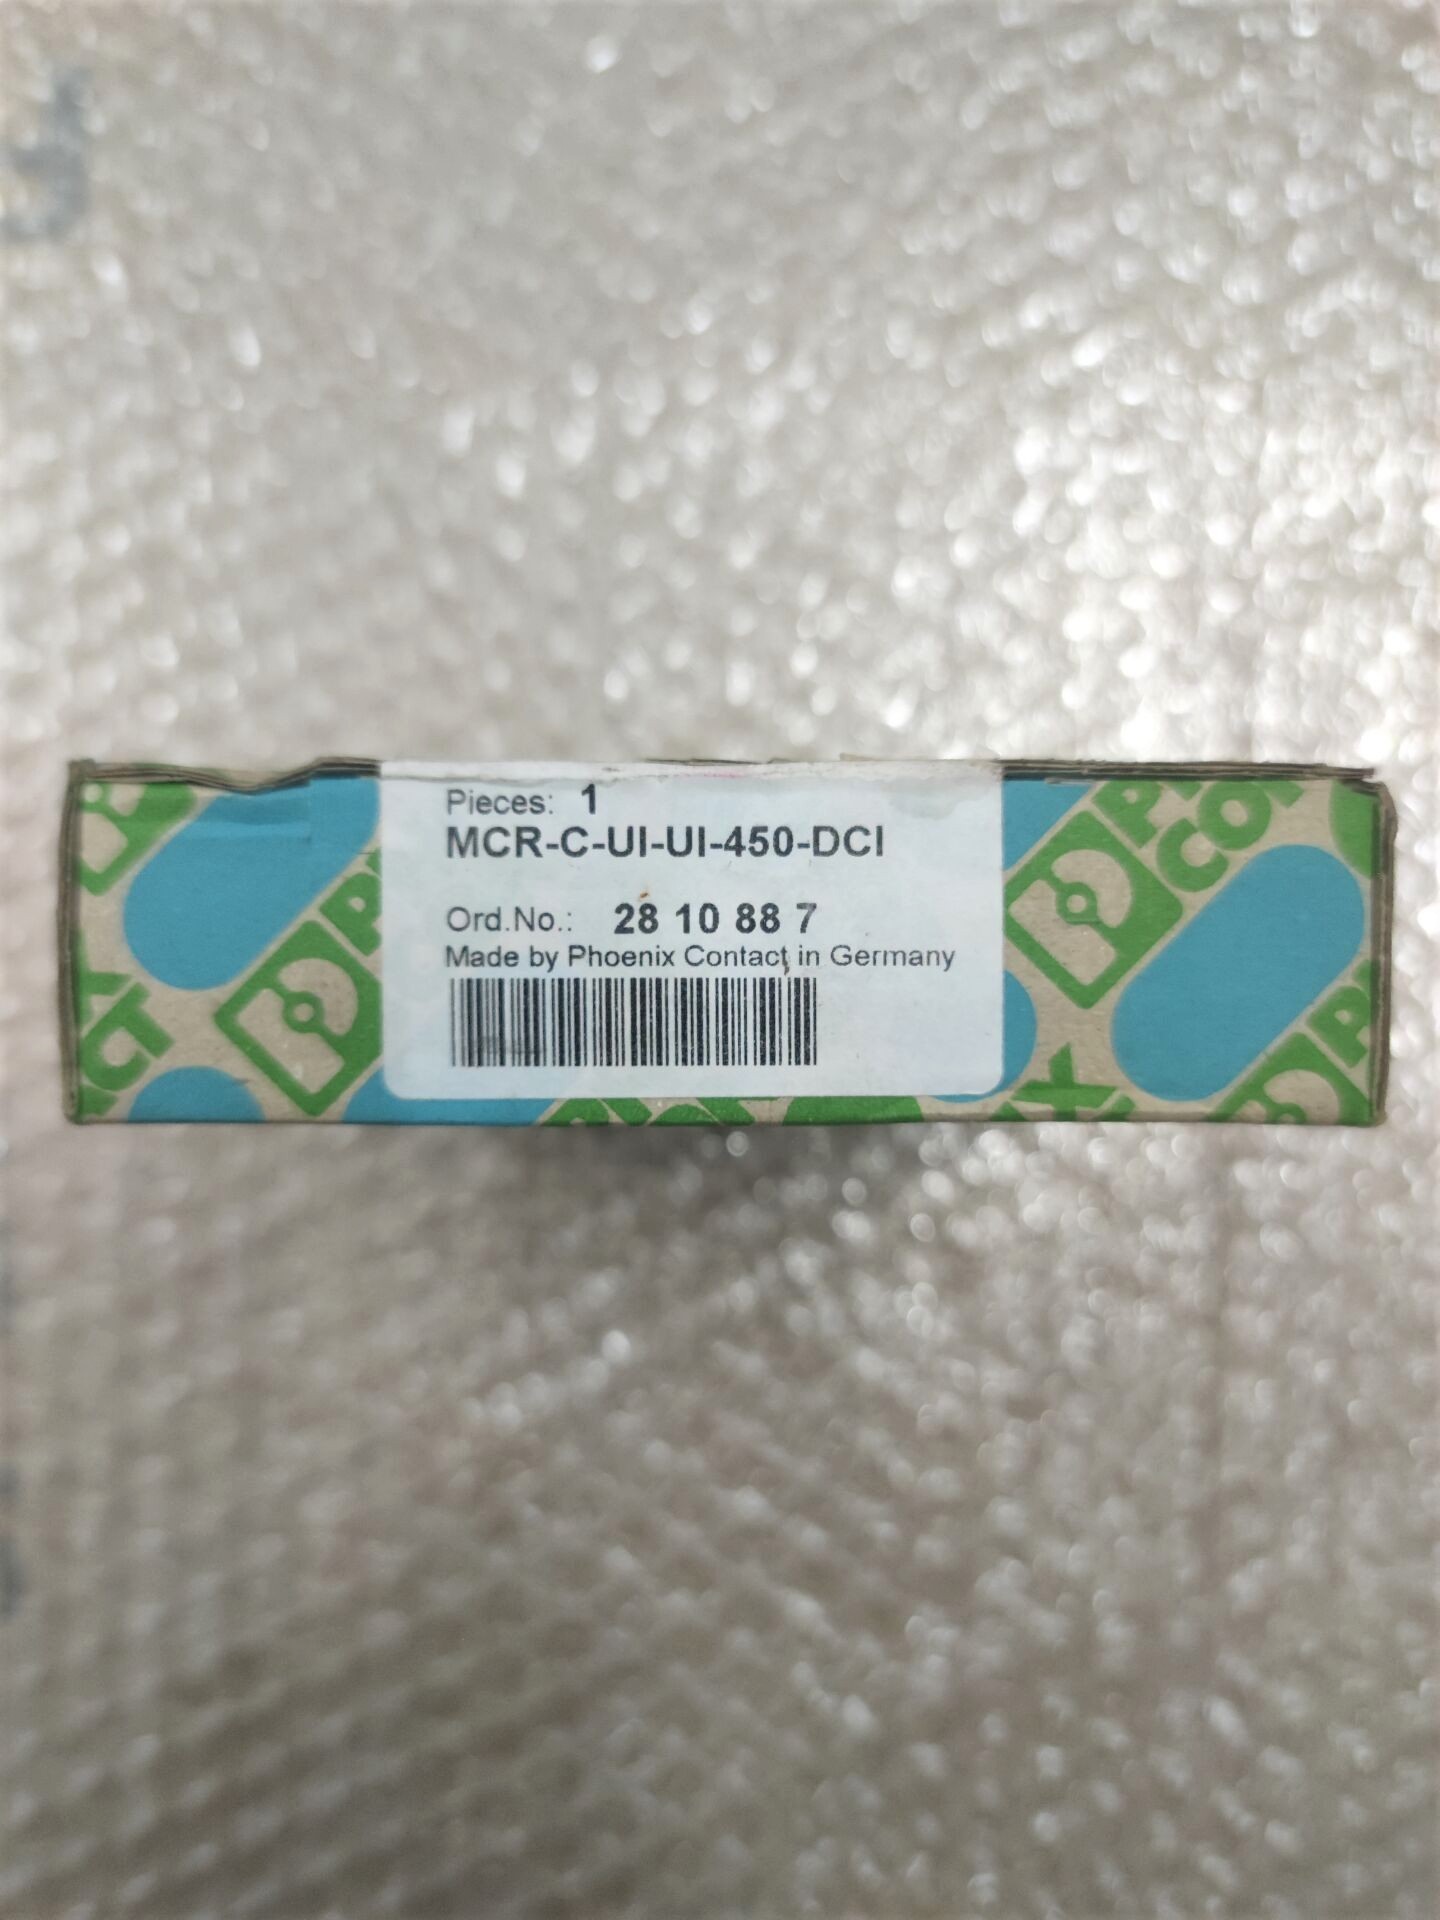 Pieces: 1
MCR-C-UI-UI-450-DCI
Ord.No.: 28 10 88 7
Made by Phoenix Contact in Germany